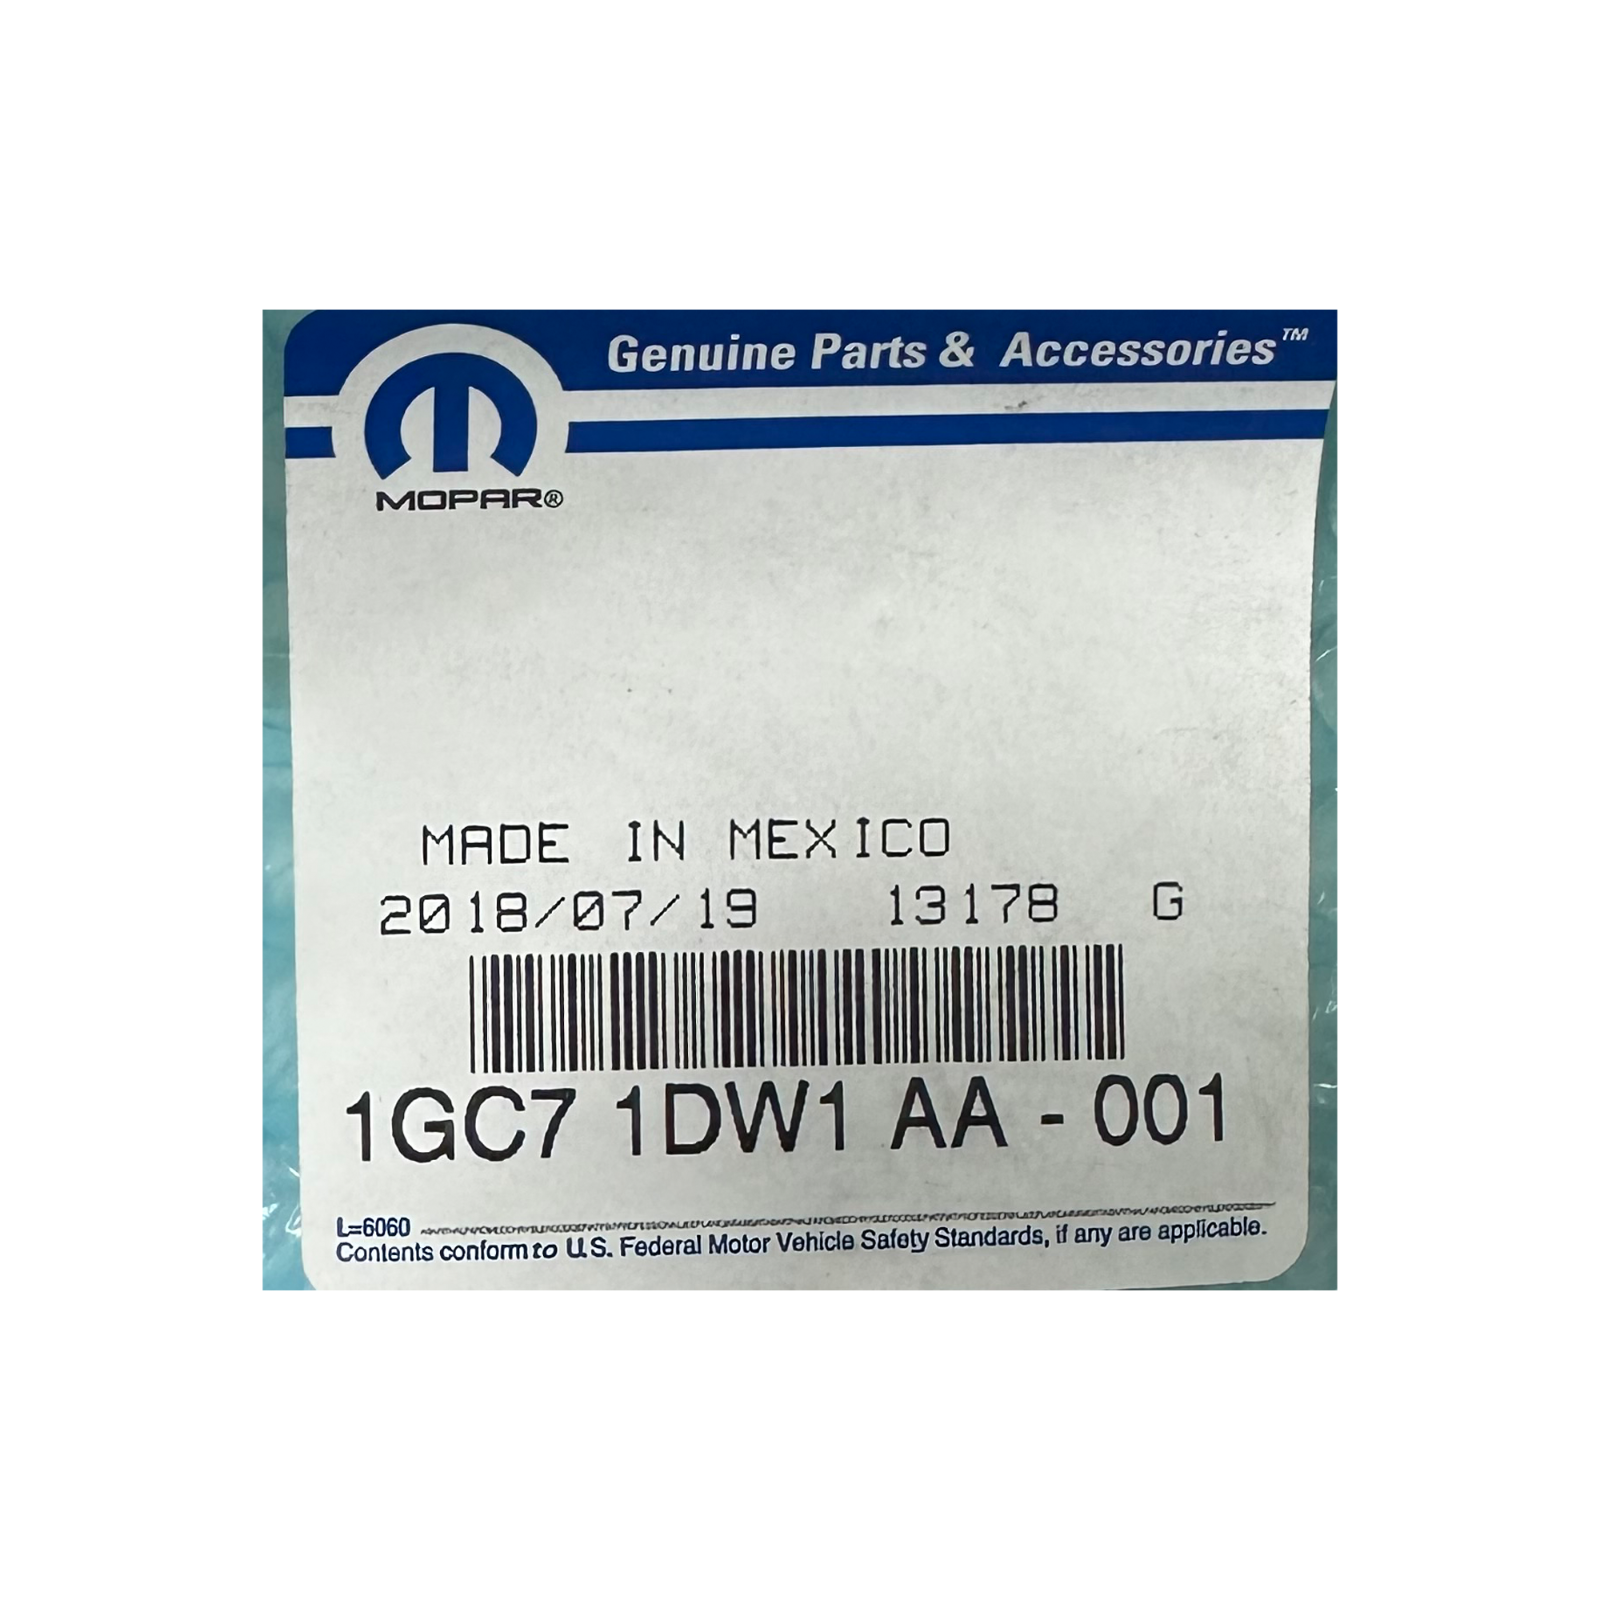 Genuine Parts & Accessories™
MOPAR®
MADE IN MEXICO
2018/07/19 13178 G
1GC7 1DW1 AA - 001
L=6060
Contents conform to U.S. Federal Motor Vehicle Safety Standards, if any are applicable.